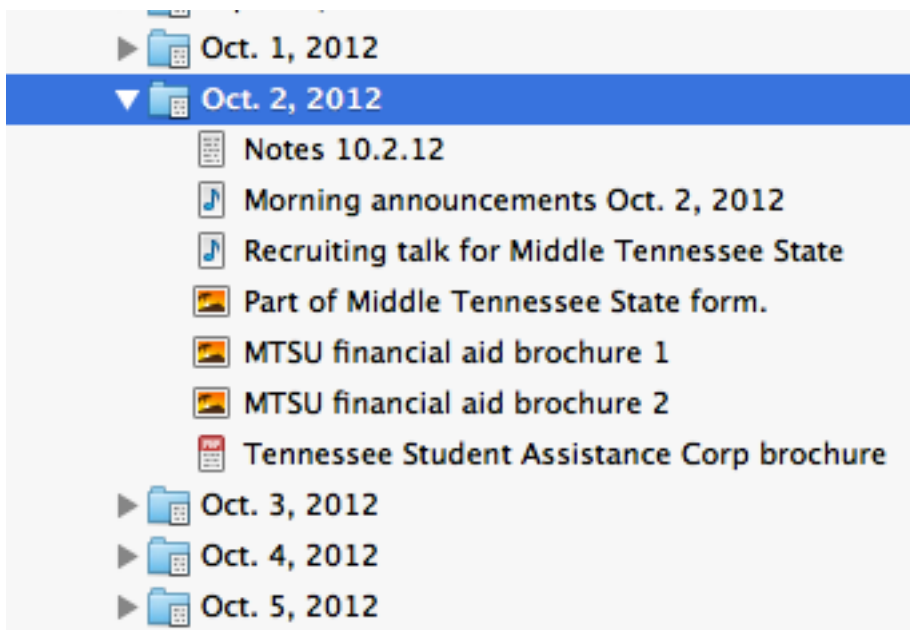 Oct. 1, 2012
Oct. 2, 2012
Notes 10.2.12
Morning announcements Oct. 2, 2012
Recruiting talk for Middle Tennessee State
Part of Middle Tennessee State form.
MTSU financial aid brochure 1
MTSU financial aid brochure 2
Tennessee Student Assistance Corp brochure
Oct. 3, 2012
Oct. 4, 2012
Oct. 5, 2012